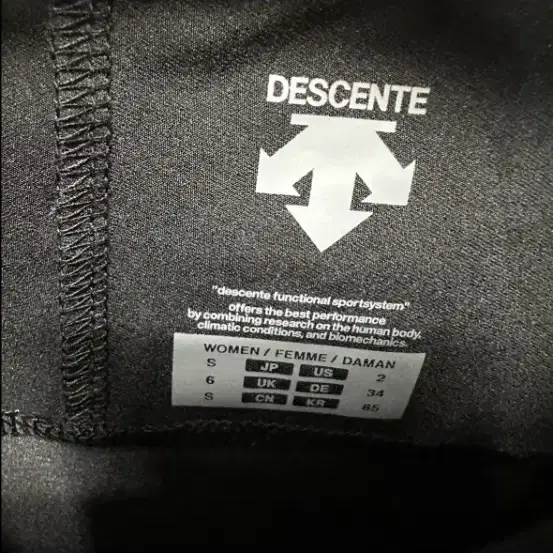 DESCENTE
"descente functional sportsystem"
offers the best performance
by combining research on the human body,
climatic conditions, and biomechanics.
WOMEN / FEMME / DAMAN
S JP US 2
6 UK DE 34
S CN KR 85